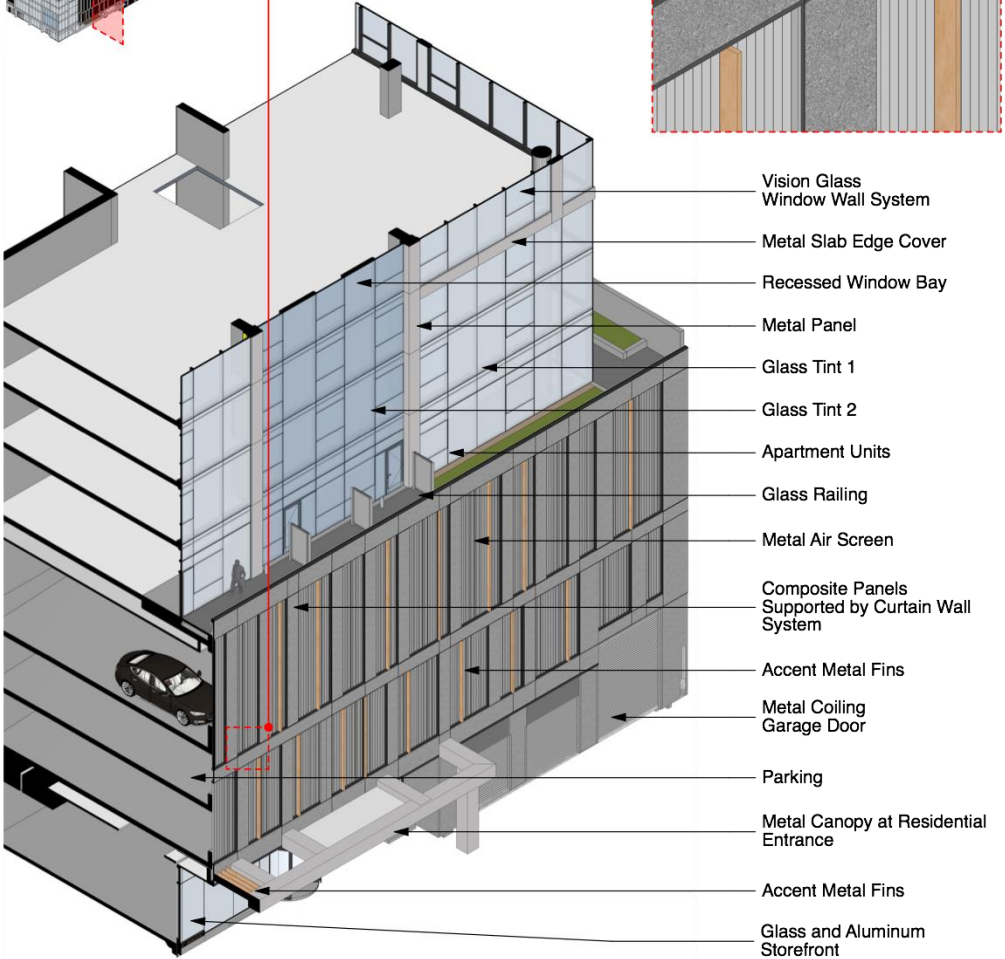 Vision Glass
Window Wall System
Metal Slab Edge Cover
Recessed Window Bay
Metal Panel
Glass Tint 1
Glass Tint 2
Apartment Units
Glass Railing
Metal Air Screen
Composite Panels
Supported by Curtain Wall
System
Accent Metal Fins
Metal Coiling
Garage Door
Parking
Metal Canopy at Residential
Entrance
Accent Metal Fins
Glass and Aluminum
Storefront